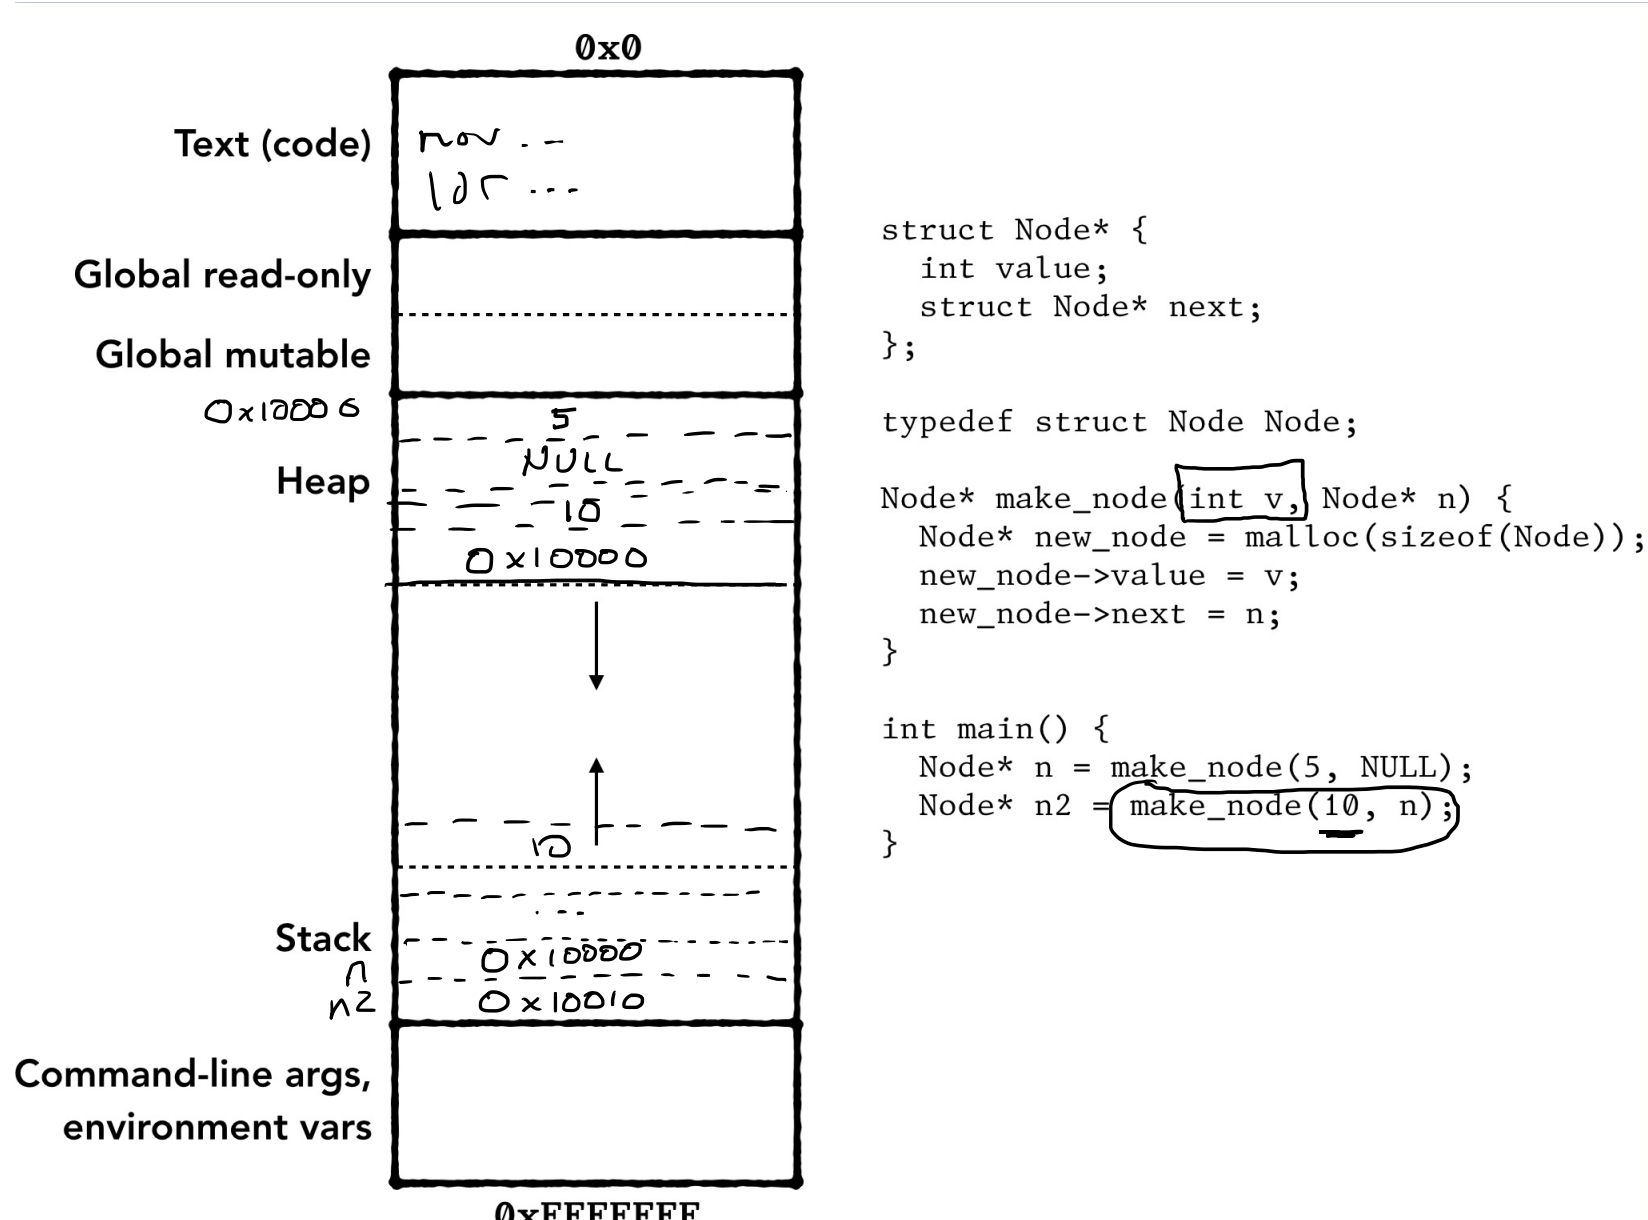 0x0
Text (code)
mov . . -
ldr ...
Global read-only
Global mutable
0x10000
5
NULL
Heap
10
0x10000
10
...
Stack
0x10000
n
n2
0x10010
Command-line args,
environment vars
0xFFFFFFFF
struct Node* {
int value;
struct Node* next;
};
typedef struct Node Node;
Node* make_node(int v, Node* n) {
Node* new_node = malloc(sizeof(Node));
new_node->value = v;
new_node->next = n;
}
int main() {
Node* n = make_node(5, NULL);
Node* n2 = make_node(10, n);
}